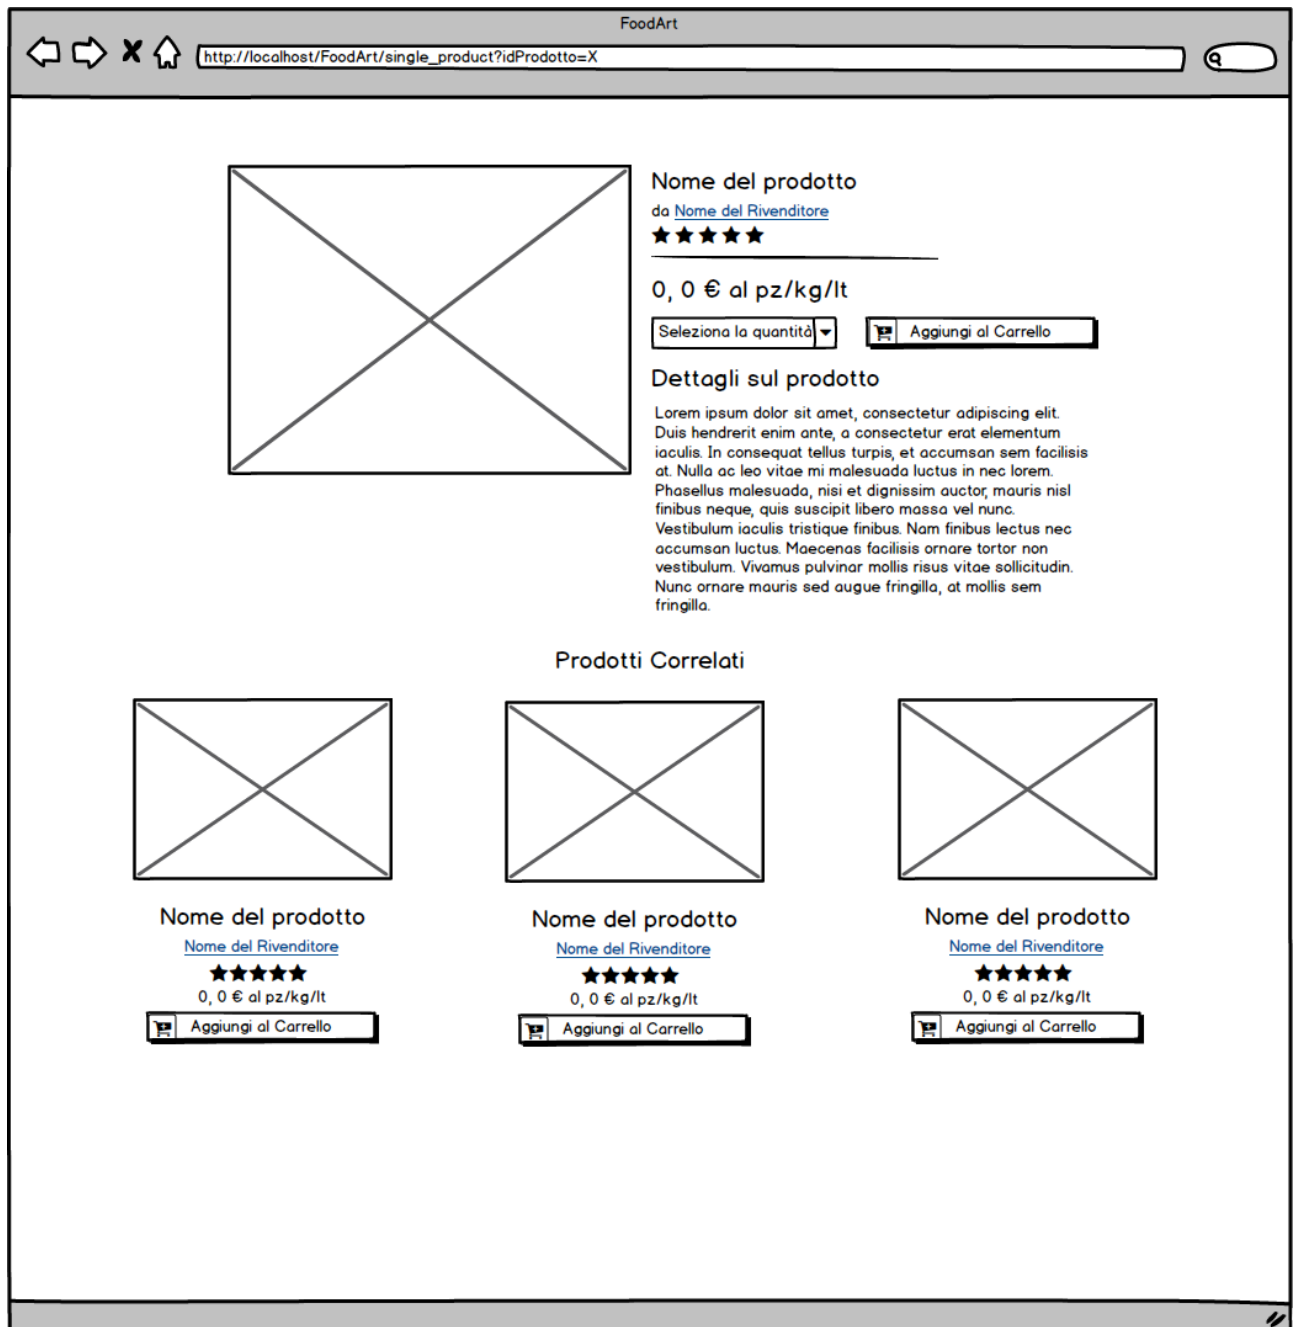 FoodArt
http://localhost/FoodArt/single_product?idProdotto=X
Nome del prodotto
da Nome del Rivenditore
0, 0 € al pz/kg/lt
Seleziona la quantità
Aggiungi al Carrello
Dettagli sul prodotto
Lorem ipsum dolor sit amet, consectetur adipiscing elit.
Duis hendrerit enim ante, a consectetur erat elementum
iaculis. In consequat tellus turpis, et accumsan sem facilisis
at. Nulla ac leo vitae mi malesuada luctus in nec lorem.
Phasellus malesuada, nisi et dignissim auctor, mauris nisl
finibus neque, quis suscipit libero massa vel nunc.
Vestibulum iaculis tristique finibus. Nam finibus lectus nec
accumsan luctus. Maecenas facilisis ornare tortor non
vestibulum. Vivamus pulvinar mollis risus vitae sollicitudin.
Nunc ornare mauris sed augue fringilla, at mollis sem
fringilla.
Prodotti Correlati
Nome del prodotto
Nome del Rivenditore
0, 0 € al pz/kg/lt
Aggiungi al Carrello
Nome del prodotto
Nome del Rivenditore
0, 0 € al pz/kg/lt
Aggiungi al Carrello
Nome del prodotto
Nome del Rivenditore
0, 0 € al pz/kg/lt
Aggiungi al Carrello